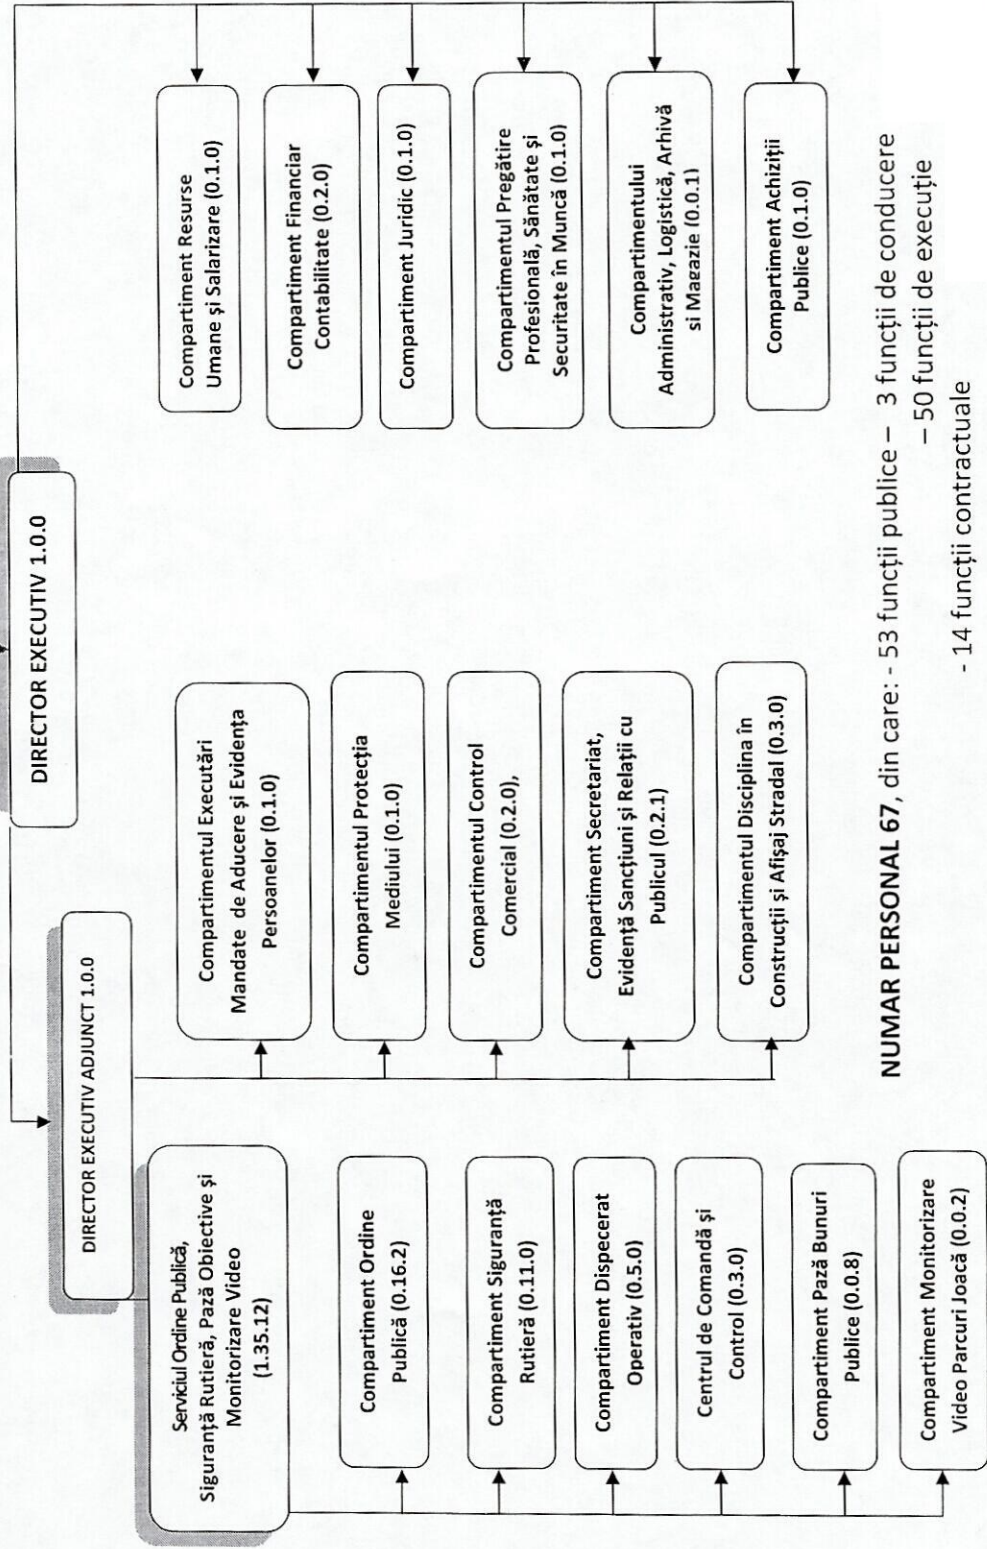 DIRECTOR EXECUTIV 1.0.0
DIRECTOR EXECUTIV ADJUNCT 1.0.0
Serviciul Ordine Publică,
Siguranță Rutieră, Pază Obiective și
Monitorizare Video
(1.35.12)
Compartiment Ordine
Publică (0.16.2)
Compartiment Siguranță
Rutieră (0.11.0)
Compartiment Dispecerat
Operativ (0.5.0)
Centrul de Comandă și
Control (0.3.0)
Compartiment Pază Bunuri
Publice (0.0.8)
Compartiment Monitorizare
Video Parcuri Joacă (0.0.2)
Compartimentul Executări
Mandate de Aducere și Evidența
Persoanelor (0.1.0)
Compartimentul Protecția
Mediului (0.1.0)
Compartimentul Control
Comercial (0.2.0),
Compartiment Secretariat,
Evidență Sancțiuni și Relații cu
Publicul (0.2.1)
Compartimentul Disciplina în
Construcții și Afișaj Stradal (0.3.0)
Compartiment Resurse
Umane și Salarizare (0.1.0)
Compartiment Financiar
Contabilitate (0.2.0)
Compartiment Juridic (0.1.0)
Compartimentul Pregătire
Profesională, Sănătate și
Securitate în Muncă (0.1.0)
Compartimentului
Administrativ, Logistică, Arhivă
si Magazie (0.0.1)
Compartiment Achiziții
Publice (0.1.0)
NUMAR PERSONAL 67, din care: - 53 funcții publice – 3 funcții de conducere
– 50 funcții de execuție
- 14 funcții contractuale